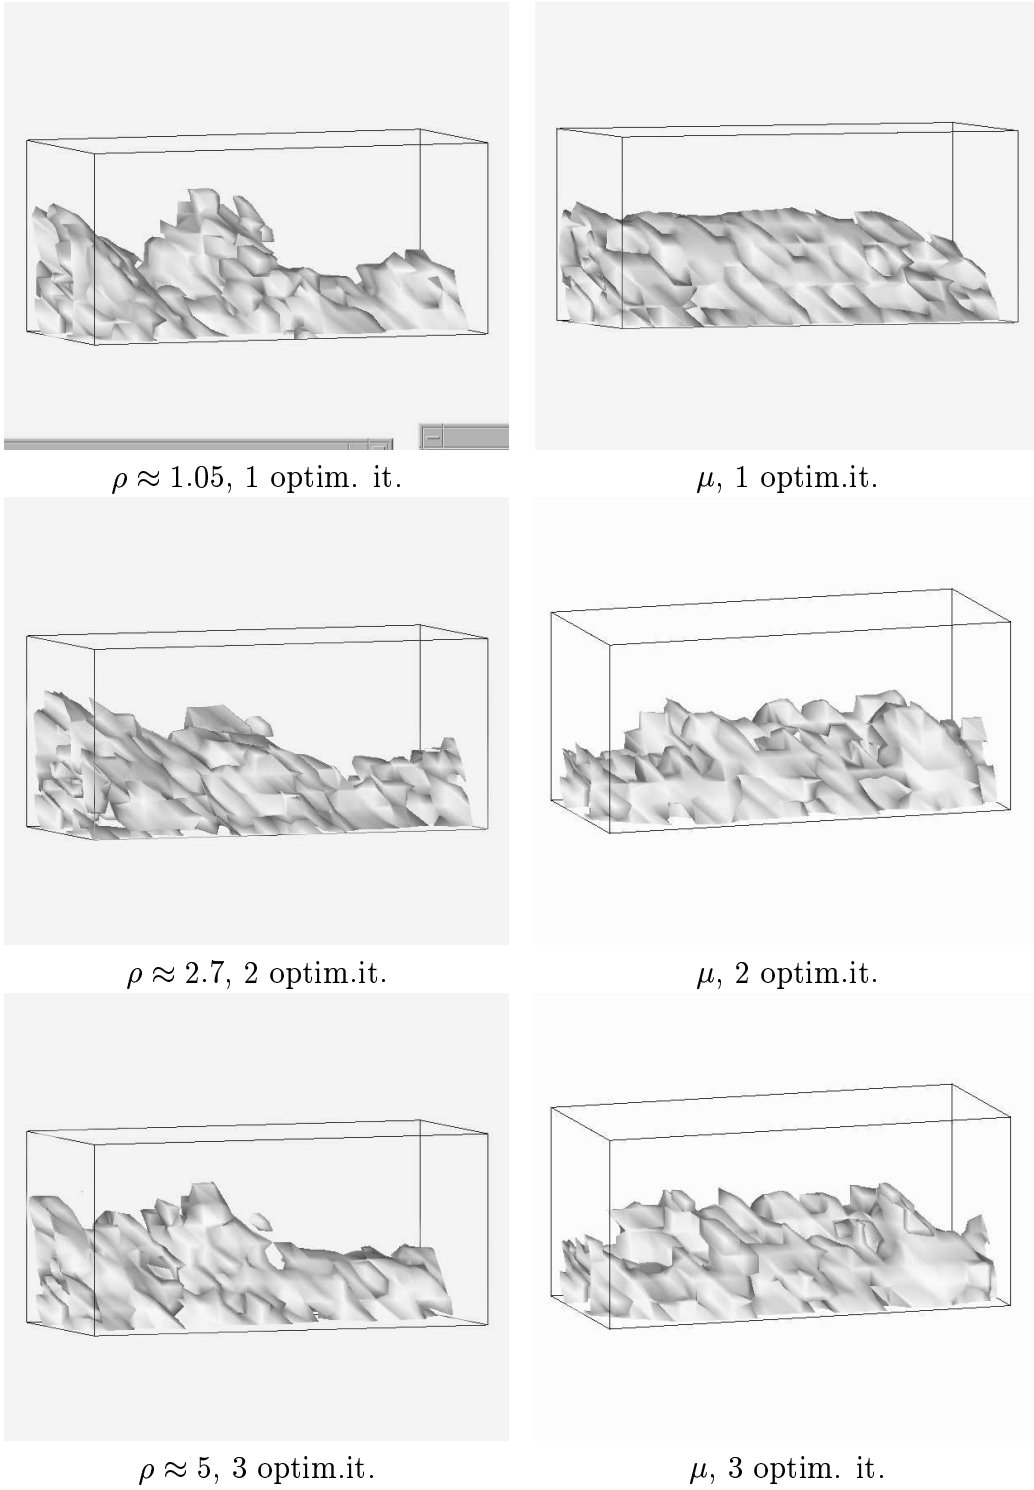 ρ ≈ 1.05, 1 optim. it.
μ, 1 optim.it.
ρ ≈ 2.7, 2 optim.it.
μ, 2 optim.it.
ρ ≈ 5, 3 optim.it.
μ, 3 optim. it.